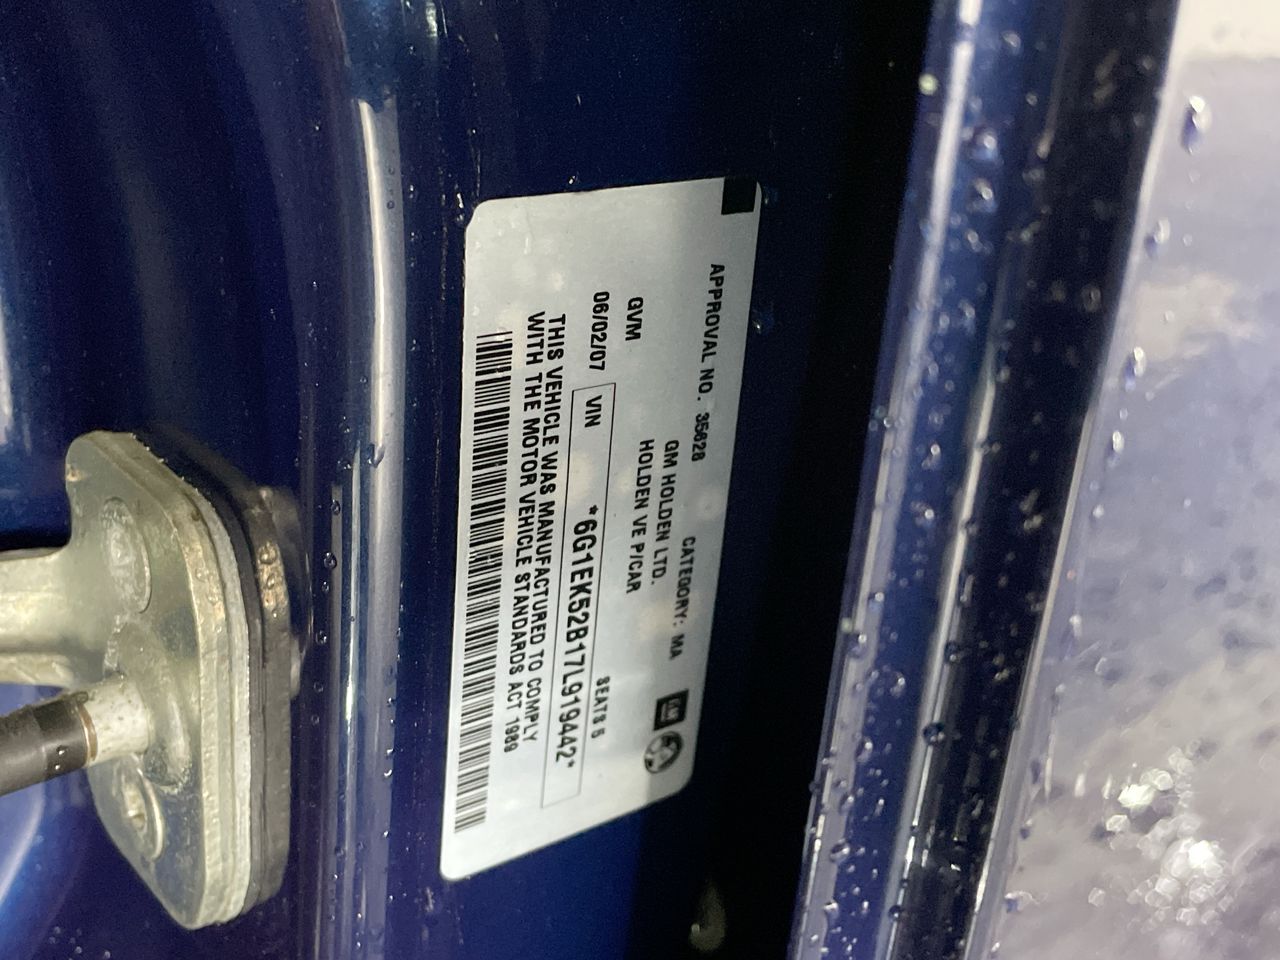 APPROVAL NO. 35628 CATEGORY: MA
GM HOLDEN LTD.
GVM HOLDEN VE P/CAR
06/02/07 SEATS 5
VIN *6G1EK52B17L919442*
THIS VEHICLE WAS MANUFACTURED TO COMPLY
WITH THE MOTOR VEHICLE STANDARDS ACT 1989
GM